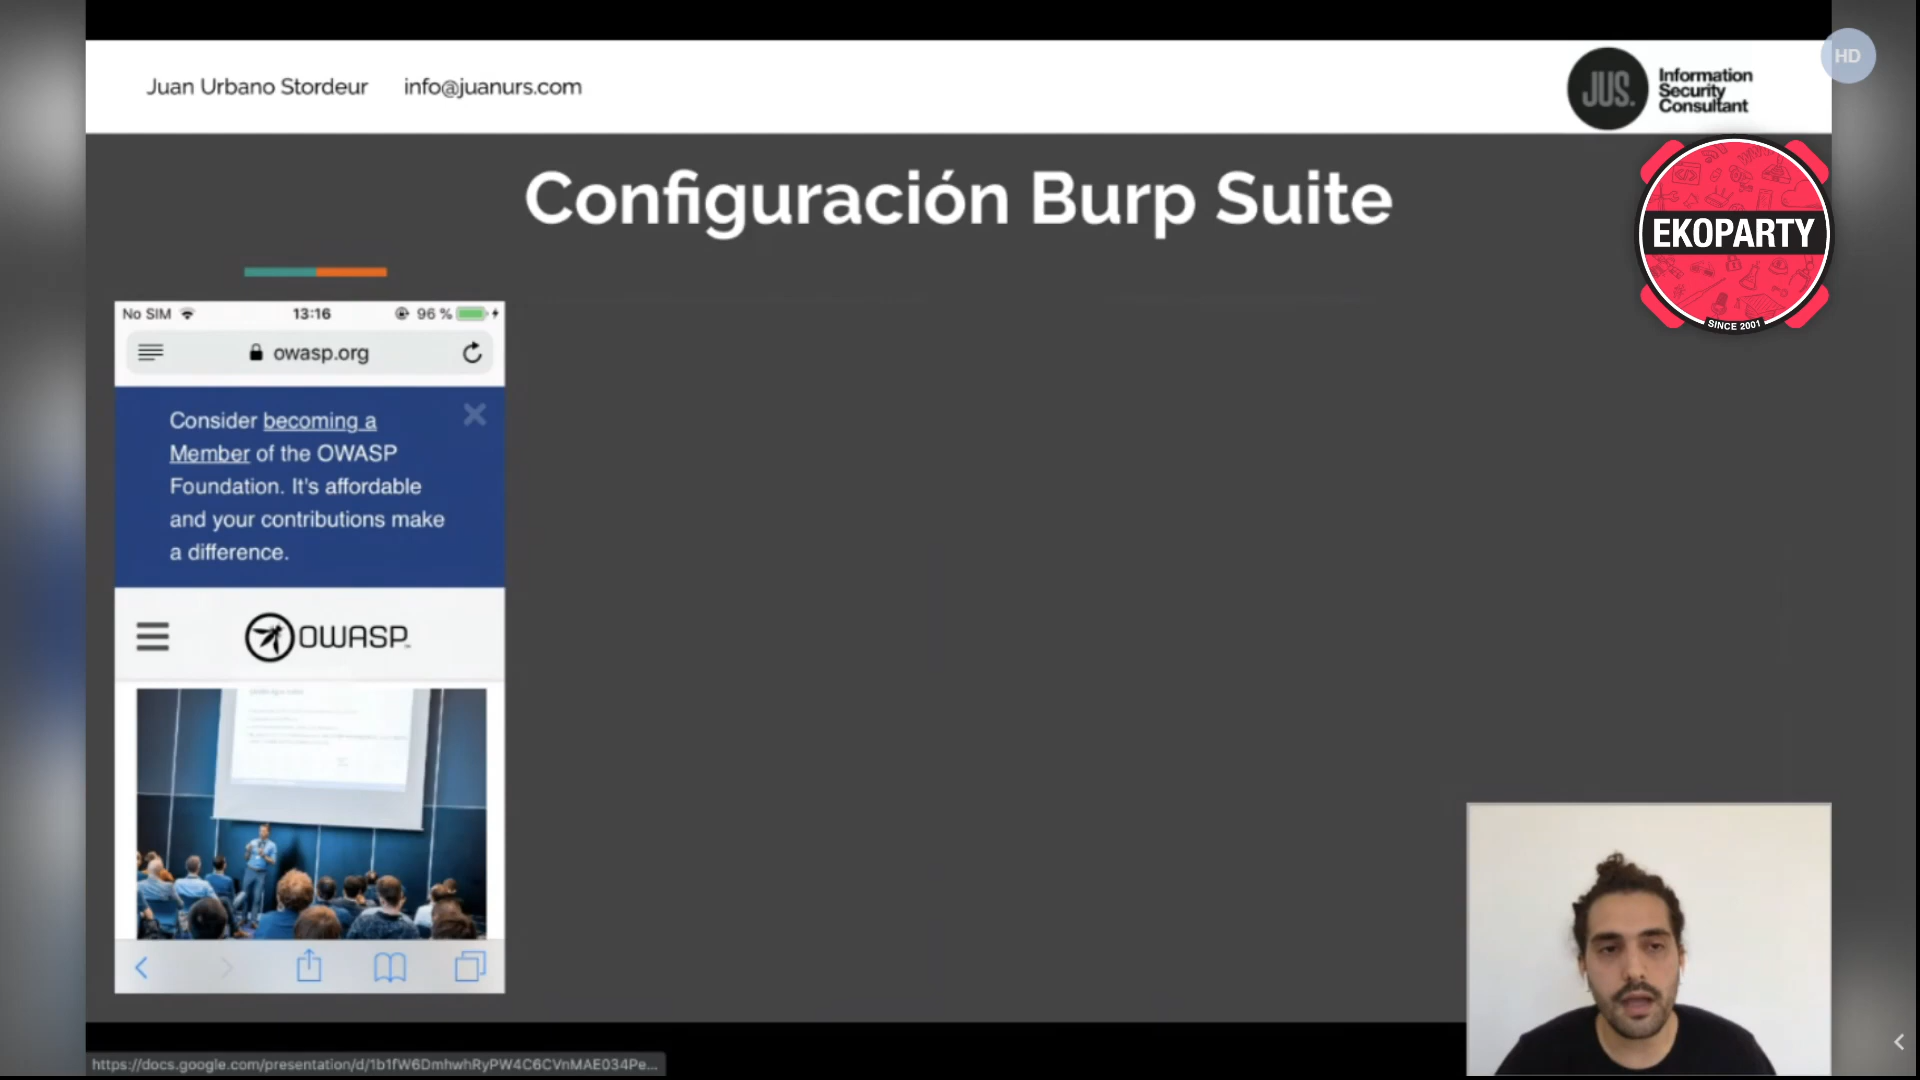 HD
Juan Urbano Stordeur info@juanurs.com
JUS.
Information
Security
Consultant
EKOPARTY
SINCE 2001
Configuración Burp Suite
No SIM 13:16 96 %
owasp.org
Consider becoming a
Member of the OWASP
Foundation. It's affordable
and your contributions make
a difference.
OWASP
https://docs.google.com/presentation/d/1b1fW6DmhwhRyPW4C6CVnMAE034Pe...